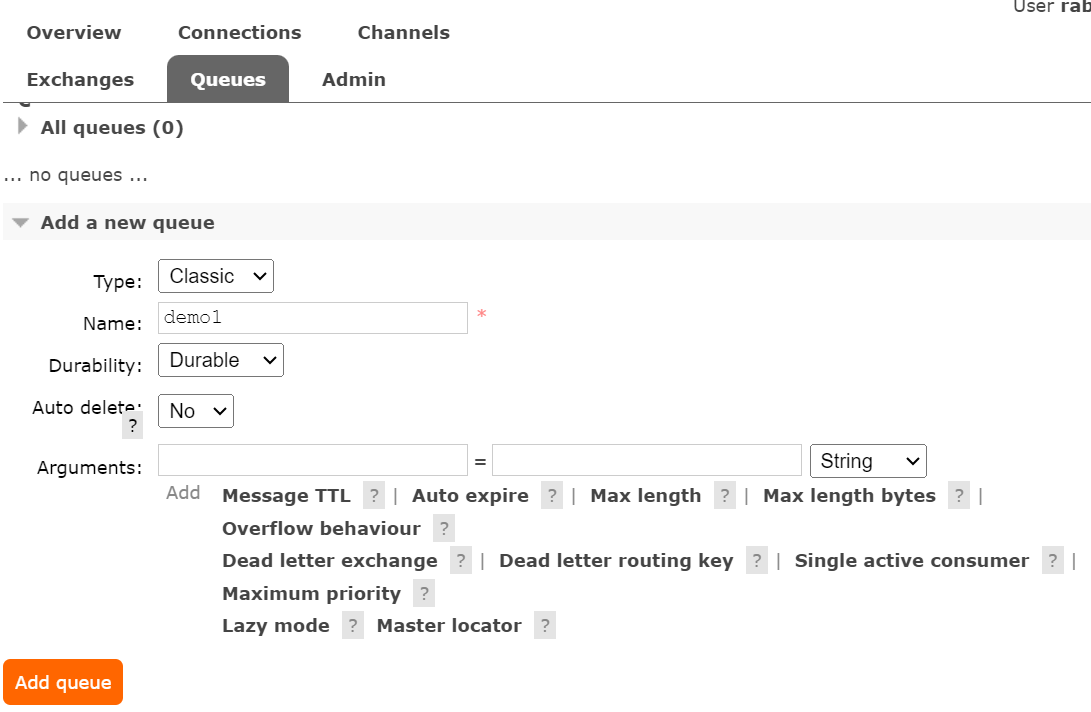 User rab
Overview Connections Channels
Exchanges Queues Admin
All queues (0)
... no queues ...
Add a new queue
Type: Classic
Name: demo1 *
Durability: Durable
Auto delete: No
?
Arguments: = String
Add Message TTL ? | Auto expire ? | Max length ? | Max length bytes ? |
Overflow behaviour ?
Dead letter exchange ? | Dead letter routing key ? | Single active consumer ? |
Maximum priority ?
Lazy mode ? Master locator ?
Add queue